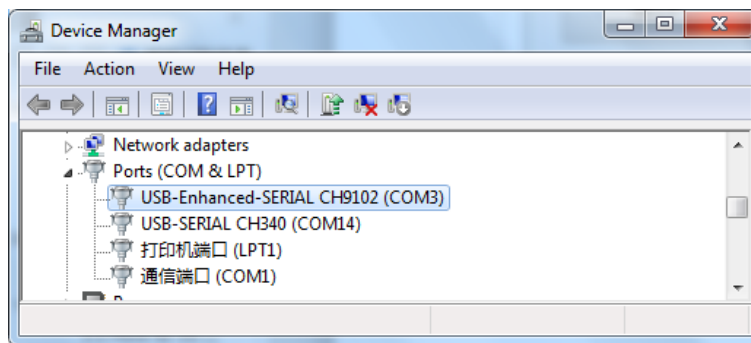 Device Manager
File Action View Help
Network adapters
Ports (COM & LPT)
USB-Enhanced-SERIAL CH9102 (COM3)
USB-SERIAL CH340 (COM14)
打印机端口 (LPT1)
通信端口 (COM1)